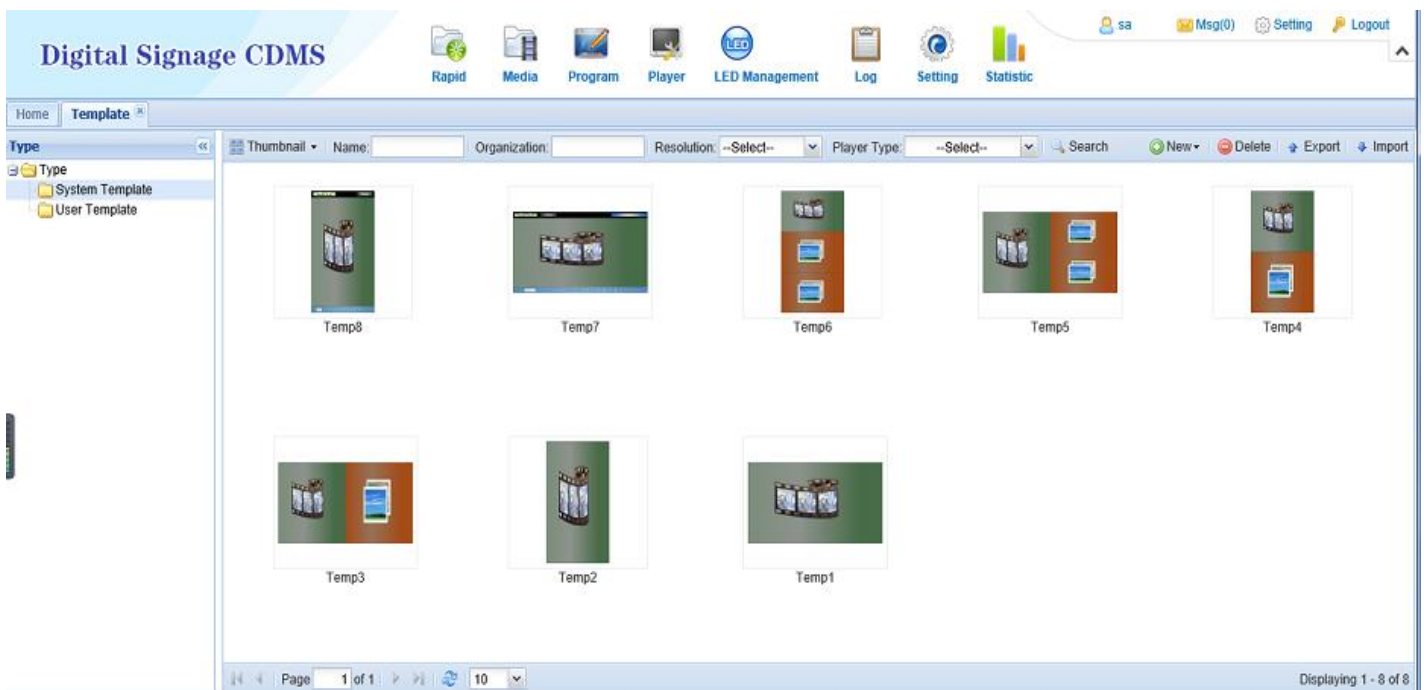 sa Msg(0) Setting Logout
Digital Signage CDMS
LED
Rapid Media Program Player LED Management Log Setting Statistic
Home Template
Type
Thumbnail Name: Organization: Resolution: --Select-- Player Type: --Select-- Search New Delete Export Import
Type
System Template
User Template
Temp8 Temp7 Temp6 Temp5 Temp4
Temp3 Temp2 Temp1
Page 1 of 1 10 Displaying 1 - 8 of 8